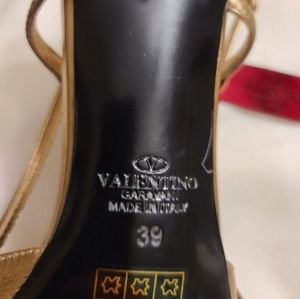 VALENTINO
GARAVANI
MADE IN ITALY
39